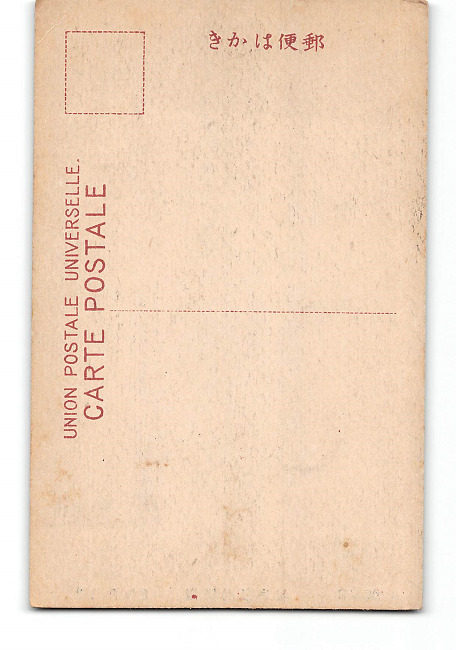 郵便はかき
UNION POSTALE UNIVERSELLE.
CARTE POSTALE